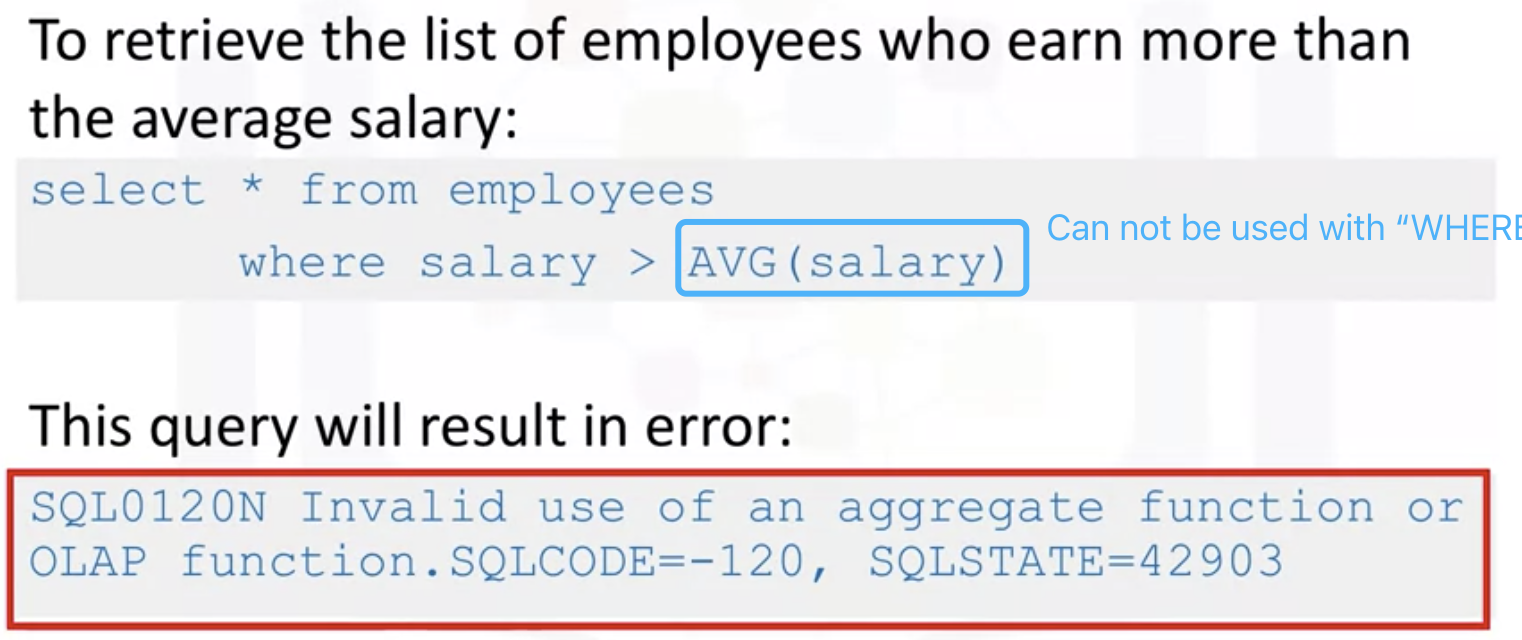 To retrieve the list of employees who earn more than
the average salary:
select * from employees
where salary > AVG(salary)
Can not be used with “WHERE
This query will result in error:
SQL0120N Invalid use of an aggregate function or
OLAP function.SQLCODE=-120, SQLSTATE=42903